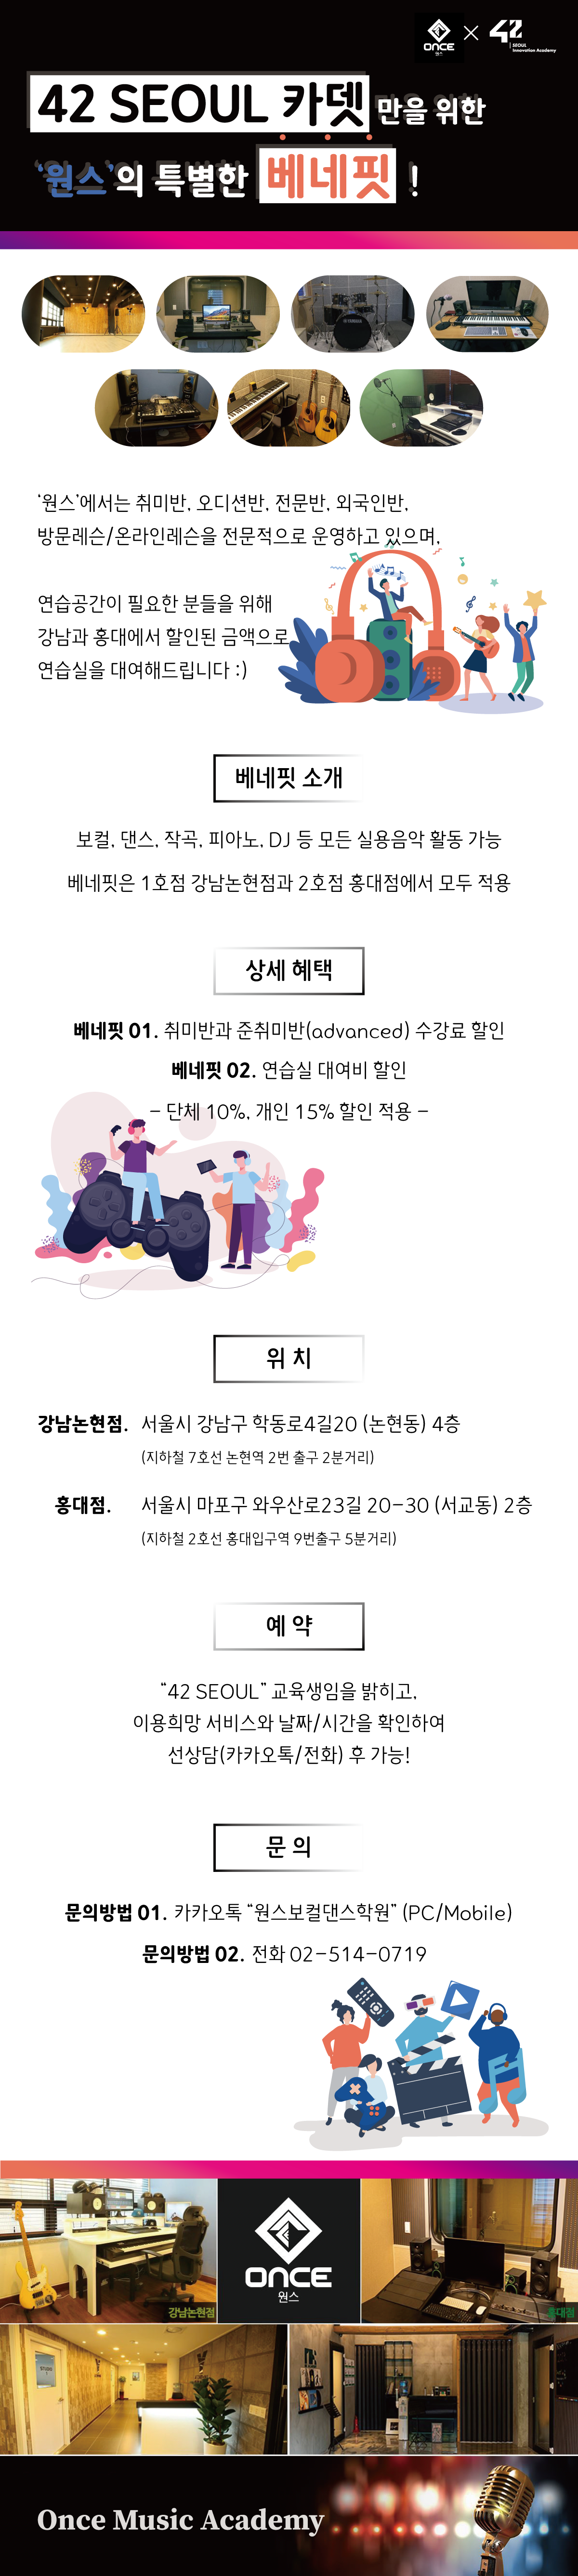 ONCE
원스
×
42
SEOUL
Innovation Academy
42 SEOUL 카뎃 만을 위한
‘원스’의 특별한 베네핏 !
‘원스’에서는 취미반, 오디션반, 전문반, 외국인반,
방문레슨/온라인레슨을 전문적으로 운영하고 있으며,
연습공간이 필요한 분들을 위해
강남과 홍대에서 할인된 금액으로
연습실을 대여해드립니다 :)
베네핏 소개
보컬, 댄스, 작곡, 피아노, DJ 등 모든 실용음악 활동 가능
베네핏은 1호점 강남논현점과 2호점 홍대점에서 모두 적용
상세 혜택
베네핏 01. 취미반과 준취미반(advanced) 수강료 할인
베네핏 02. 연습실 대여비 할인
- 단체 10%, 개인 15% 할인 적용 -
위 치
강남논현점. 서울시 강남구 학동로4길20 (논현동) 4층
(지하철 7호선 논현역 2번 출구 2분거리)
홍대점. 서울시 마포구 와우산로23길 20-30 (서교동) 2층
(지하철 2호선 홍대입구역 9번출구 5분거리)
예 약
“42 SEOUL” 교육생임을 밝히고,
이용희망 서비스와 날짜/시간을 확인하여
선상담(카카오톡/전화) 후 가능!
문 의
문의방법 01. 카카오톡 “원스보컬댄스학원” (PC/Mobile)
문의방법 02. 전화 02-514-0719
강남논현점
ONCE
원스
홍대점
Once Music Academy